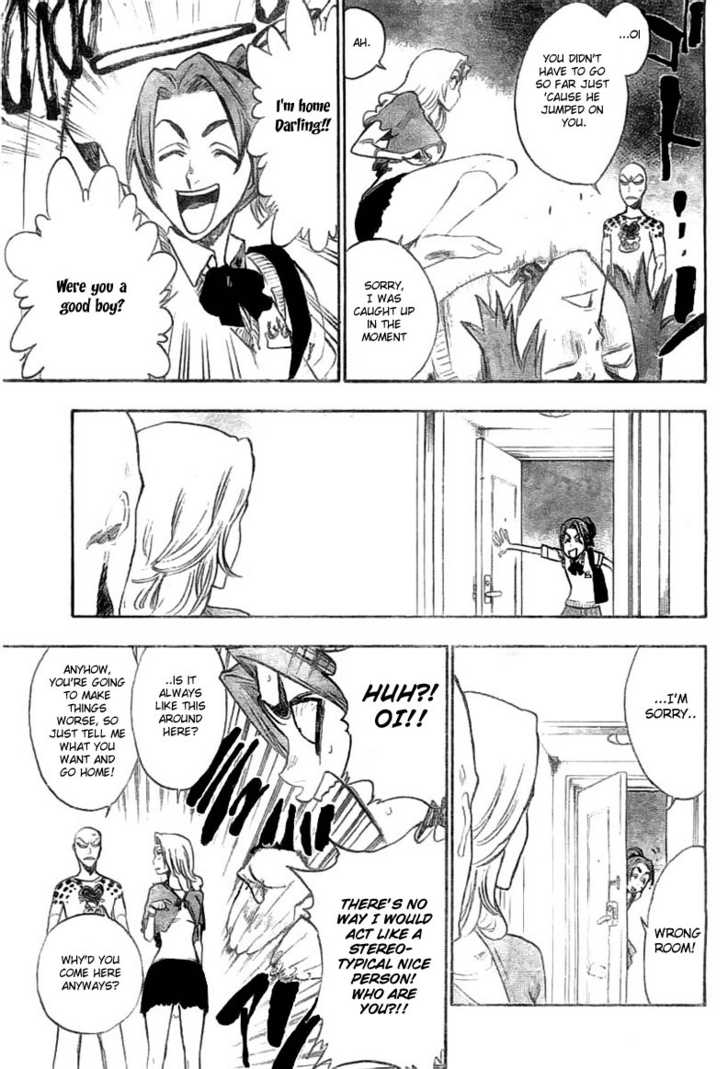 ...OI
YOU DIDN'T
HAVE TO GO
SO FAR JUST
'CAUSE HE
JUMPED ON
YOU.
AH.
SORRY,
I WAS
CAUGHT UP
IN THE
MOMENT
I'm home
Darling!!
Were you a
good boy?
...I'M
SORRY..
WRONG
ROOM!
HUH?!
OI!!
THERE'S NO
WAY I WOULD
ACT LIKE A
STEREO-
TYPICAL NICE
PERSON!
WHO ARE
YOU?!!
..IS IT
ALWAYS
LIKE THIS
AROUND
HERE?
ANYHOW,
YOU'RE GOING
TO MAKE
THINGS
WORSE, SO
JUST TELL ME
WHAT YOU
WANT AND
GO HOME!
WHY'D YOU
COME HERE
ANYWAYS?